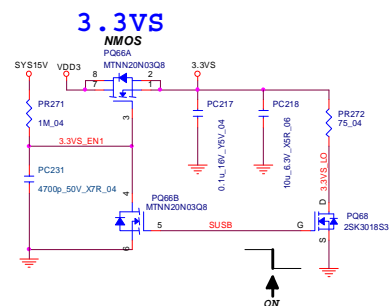 3.3VS
NMOS
PQ66A
MTNN20N03Q8
SYS15V
VDD3
3.3VS
8
7
2
1
3
PR271
1M_04
3.3VS_EN1
PC231
4700p_50V_X7R_04
PC217
0.1u_16V_Y5V_04
PC218
10u_6.3V_X5R_06
PR272
75_04
3.3VS_LO
4
PQ66B
MTNN20N03Q8
5
6
SUSB
G
D
S
PQ68
2SK3018S3
ON